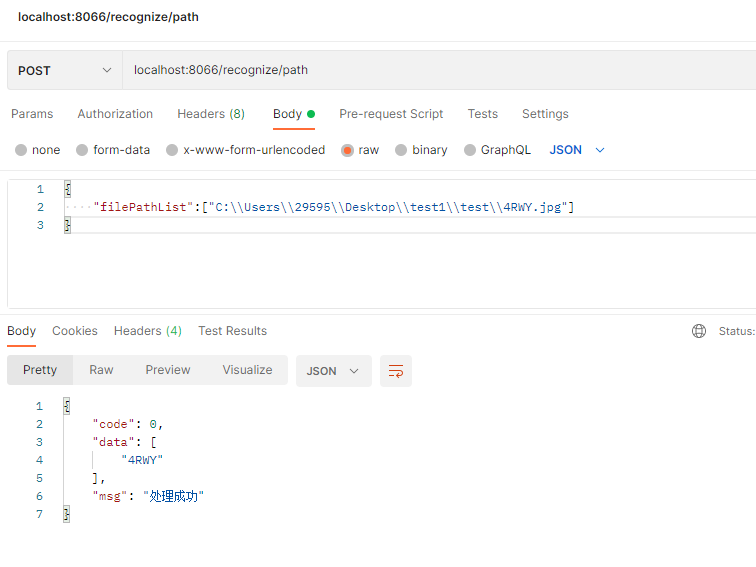 localhost:8066/recognize/path
POST localhost:8066/recognize/path
Params Authorization Headers (8) Body Pre-request Script Tests Settings
none form-data x-www-form-urlencoded raw binary GraphQL JSON
1 {
2 "filePathList":["C:\\Users\\29595\\Desktop\\test1\\test\\4RWY.jpg"]
3 }
Body Cookies Headers (4) Test Results Status:
Pretty Raw Preview Visualize JSON
1 {
2 "code": 0,
3 "data": [
4 "4RWY"
5 ],
6 "msg": "处理成功"
7 }